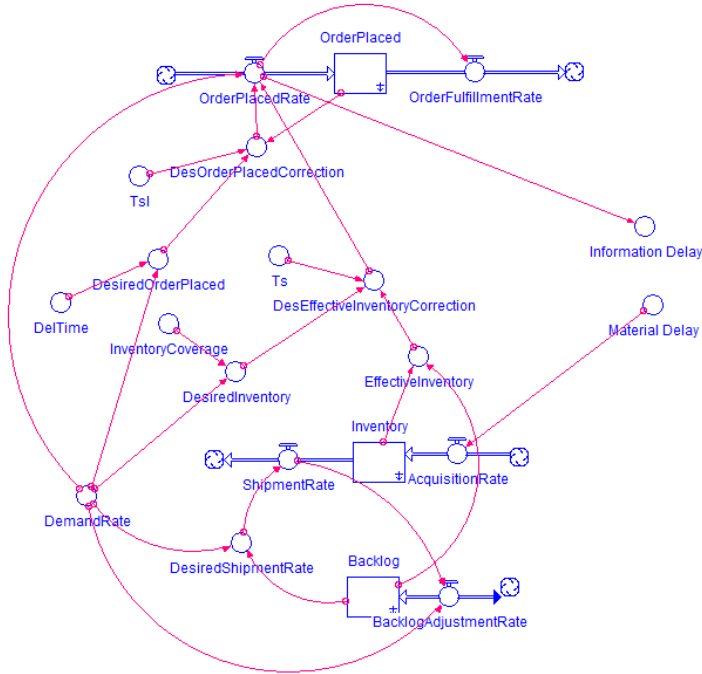 OrderPlaced
OrderPlacedRate
OrderFulfillmentRate
DesOrderPlacedCorrection
TsI
Information Delay
DesiredOrderPlaced
Ts
DesEffectiveInventoryCorrection
DelTime
Material Delay
InventoryCoverage
EffectiveInventory
DesiredInventory
Inventory
ShipmentRate
AcquisitionRate
DemandRate
Backlog
DesiredShipmentRate
BacklogAdjustmentRate